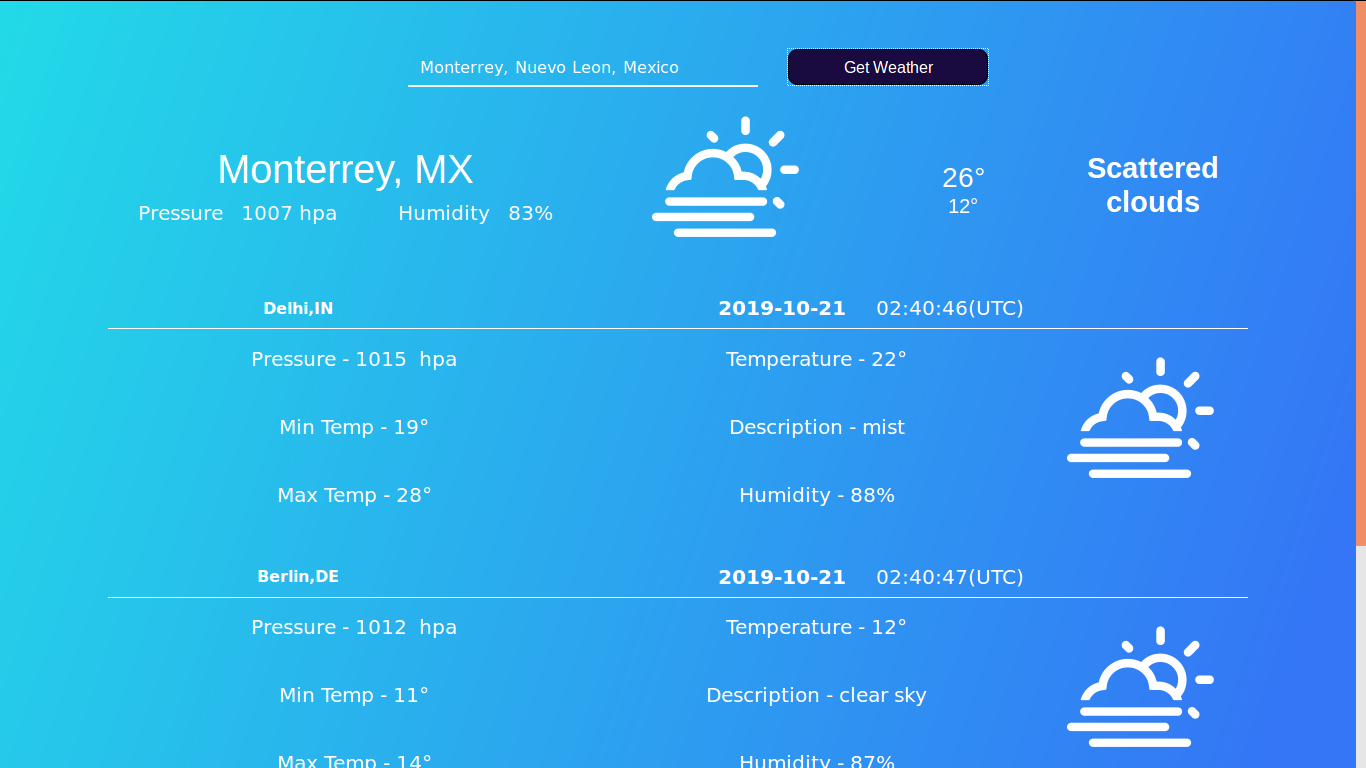 Monterrey, Nuevo Leon, Mexico
Get Weather
Monterrey, MX
Pressure 1007 hpa Humidity 83%
26°
12°
Scattered
clouds
Delhi,IN 2019-10-21 02:40:46(UTC)
Pressure - 1015 hpa Temperature - 22°
Min Temp - 19° Description - mist
Max Temp - 28° Humidity - 88%
Berlin,DE 2019-10-21 02:40:47(UTC)
Pressure - 1012 hpa Temperature - 12°
Min Temp - 11° Description - clear sky
Max Temp - 14° Humidity - 87%